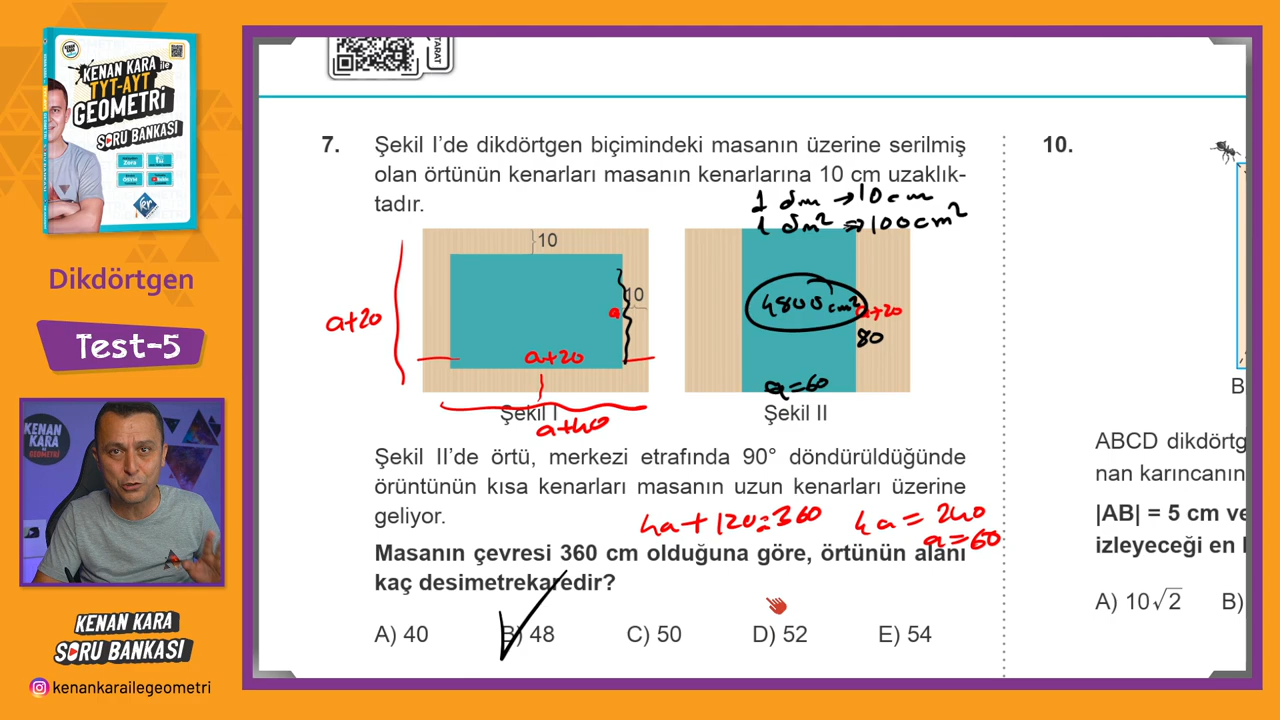 KENAN KARA ile
TYT-AYT
GEOMETRİ
SORU BANKASI
Dikdörtgen
Test-5
KENAN
KARA
GEOMETRİ
KENAN KARA
SORU BANKASI
kenankarailegeometri
TARAT
7. Şekil I’de dikdörtgen biçimindeki masanın üzerine serilmiş
olan örtünün kenarları masanın kenarlarına 10 cm uzaklık-
tadır.
1 dm → 10 cm
1 dm² ⇒ 100 cm²
10
10
a
a+20
a+20
a+40
Şekil I
4800 cm²
a+20
80
a=60
Şekil II
Şekil II’de örtü, merkezi etrafında 90° döndürüldüğünde
örüntünün kısa kenarları masanın uzun kenarları üzerine
geliyor.
4a + 120 = 360
4a = 240
a = 60
Masanın çevresi 360 cm olduğuna göre, örtünün alanı
kaç desimetrekaredir?
A) 40 B) 48 C) 50 D) 52 E) 54
10.
B
ABCD dikdörtg
nan karıncanın
|AB| = 5 cm ve
izleyeceği en
A) 10√2 B)